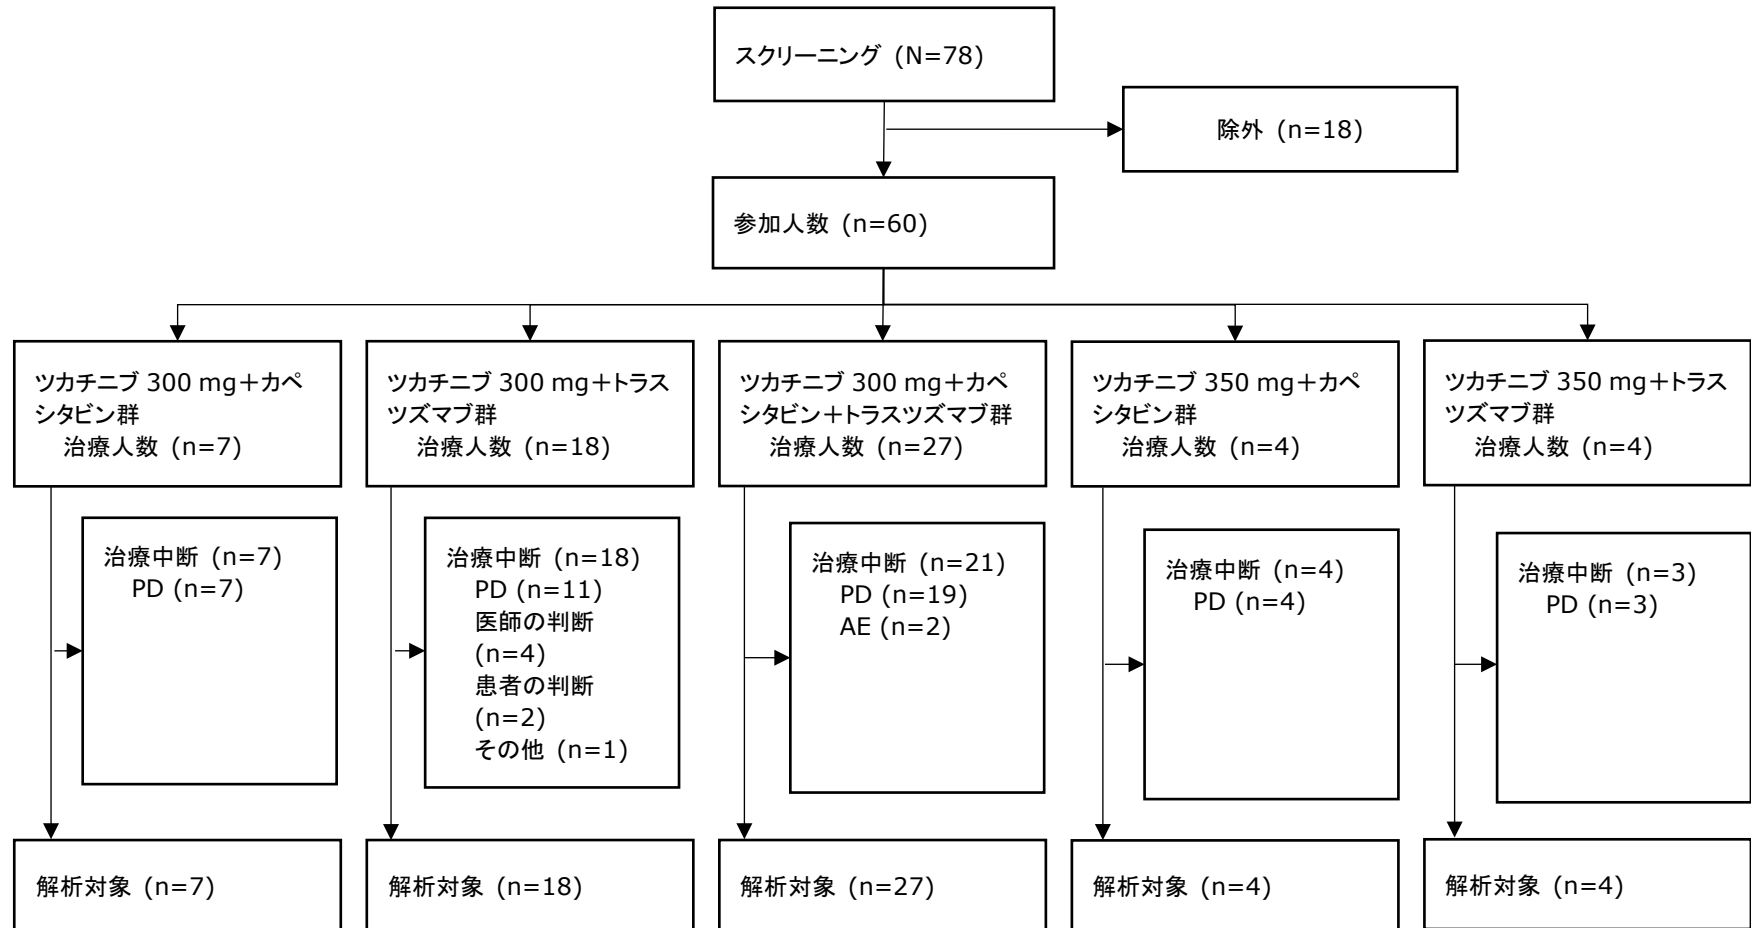 スクリーニング (N=78)
除外 (n=18)
参加人数 (n=60)
ツカチニブ 300 mg＋カペ
シタビン群
治療人数 (n=7)
ツカチニブ 300 mg＋トラス
ツズマブ群
治療人数 (n=18)
ツカチニブ 300 mg＋カペ
シタビン＋トラスツズマブ群
治療人数 (n=27)
ツカチニブ 350 mg＋カペ
シタビン群
治療人数 (n=4)
ツカチニブ 350 mg＋トラス
ツズマブ群
治療人数 (n=4)
治療中断 (n=7)
PD (n=7)
治療中断 (n=18)
PD (n=11)
医師の判断
(n=4)
患者の判断
(n=2)
その他 (n=1)
治療中断 (n=21)
PD (n=19)
AE (n=2)
治療中断 (n=4)
PD (n=4)
治療中断 (n=3)
PD (n=3)
解析対象 (n=7)
解析対象 (n=18)
解析対象 (n=27)
解析対象 (n=4)
解析対象 (n=4)